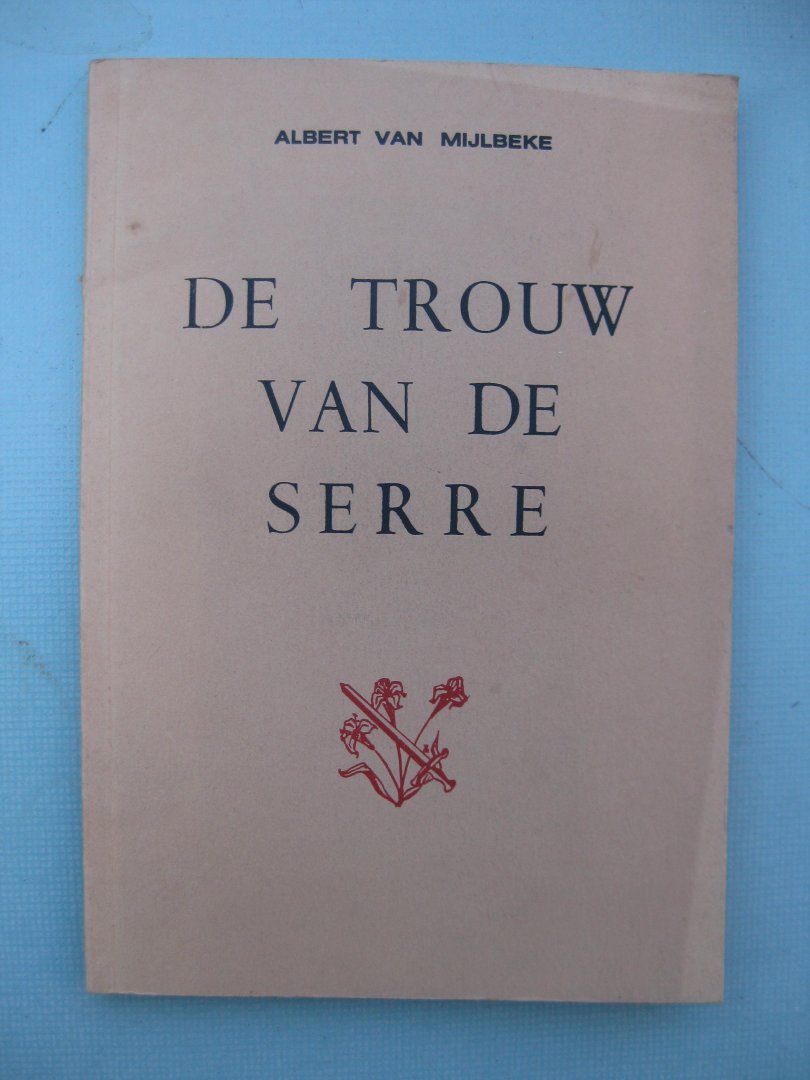 ALBERT VAN MIJLBEKE
DE TROUW
VAN DE
SERRE